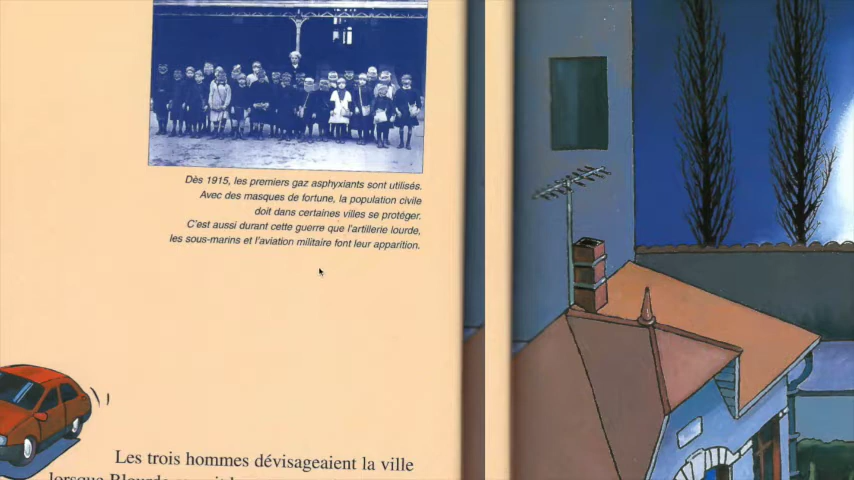 Dès 1915, les premiers gaz asphyxiants sont utilisés.
Avec des masques de fortune, la population civile
doit dans certaines villes se protéger.
C'est aussi durant cette guerre que l'artillerie lourde,
les sous-marins et l'aviation militaire font leur apparition.
Les trois hommes dévisageaient la ville
lorsque